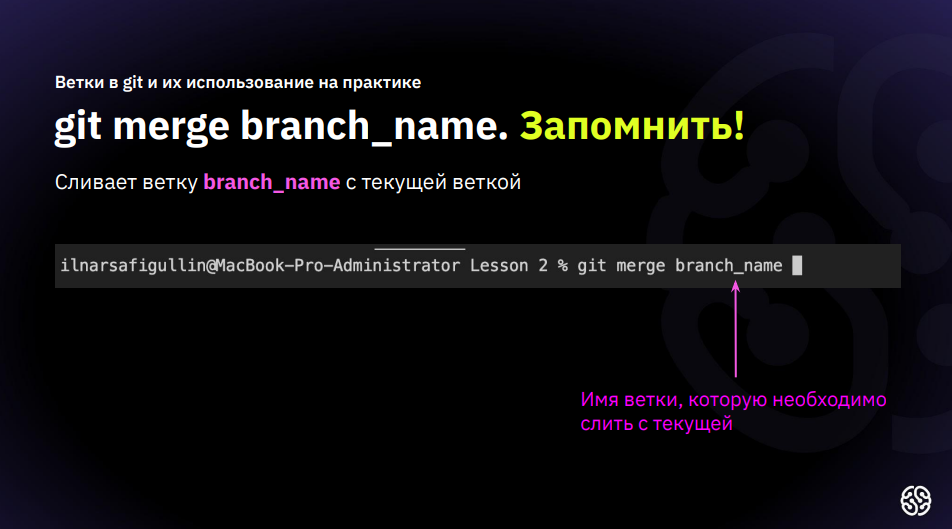 Ветки в git и их использование на практике
git merge branch_name. Запомнить!
Сливает ветку branch_name с текущей веткой
ilnarsafigullin@MacBook-Pro-Administrator Lesson 2 % git merge branch_name
Имя ветки, которую необходимо
слить с текущей